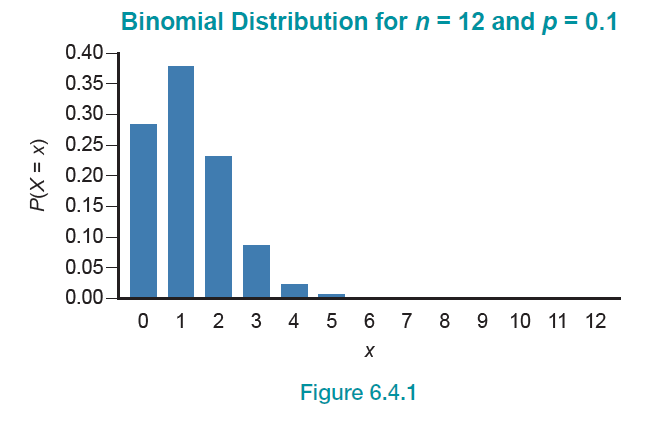 Binomial Distribution for n = 12 and p = 0.1
P(X = x)
0.40
0.35
0.30
0.25
0.20
0.15
0.10
0.05
0.00
0 1 2 3 4 5 6 7 8 9 10 11 12
x
Figure 6.4.1